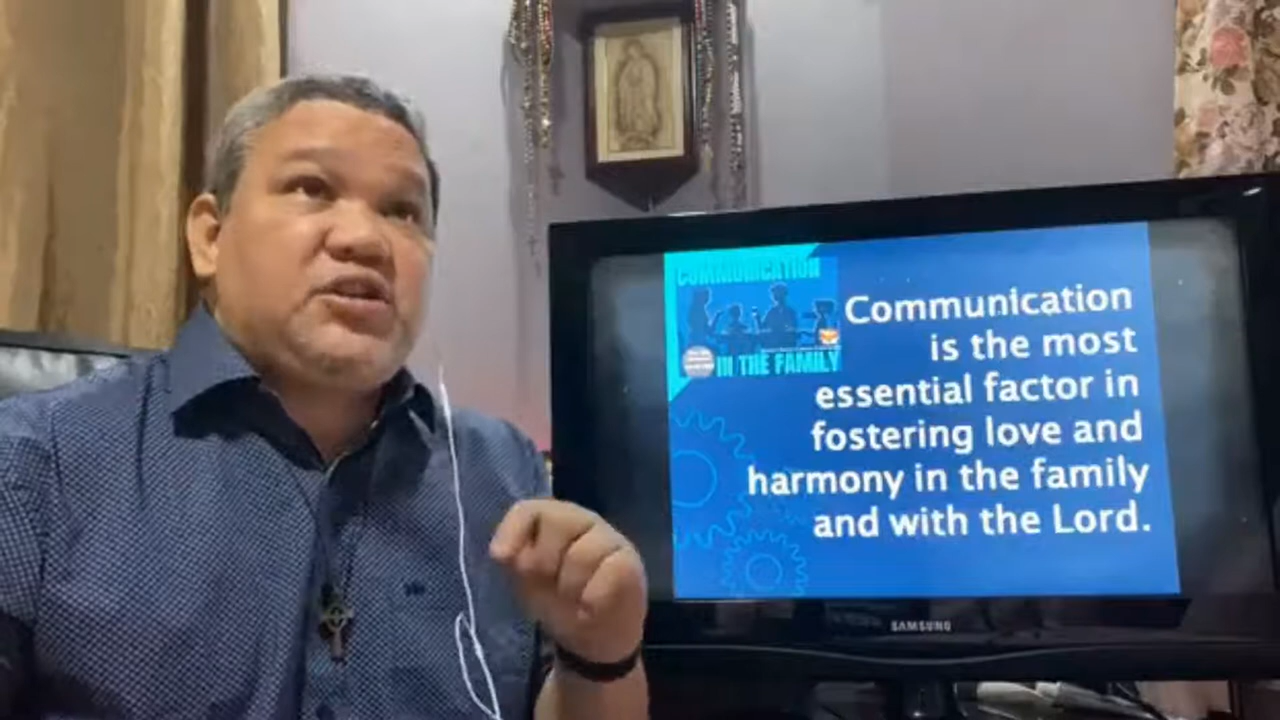 COMMUNICATION
IN THE FAMILY
Communication
is the most
essential factor in
fostering love and
harmony in the family
and with the Lord.
SAMSUNG